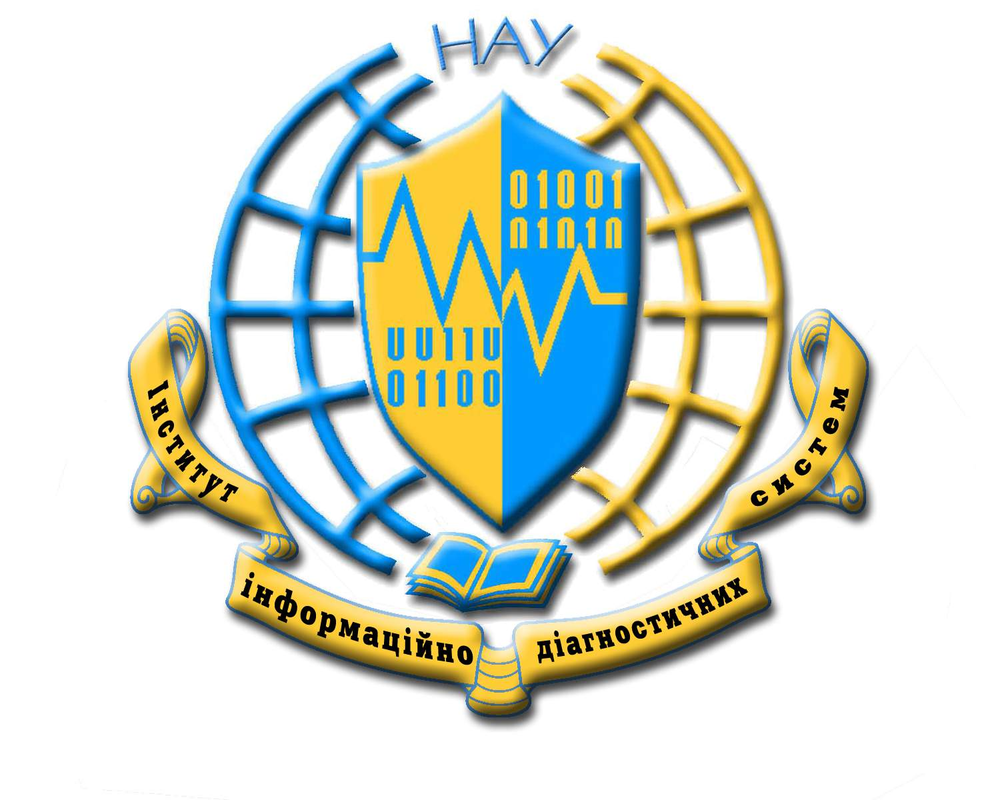 НАУ
01001
01010
00110
01100
Інститут
інформаційно
діагностичних
систем